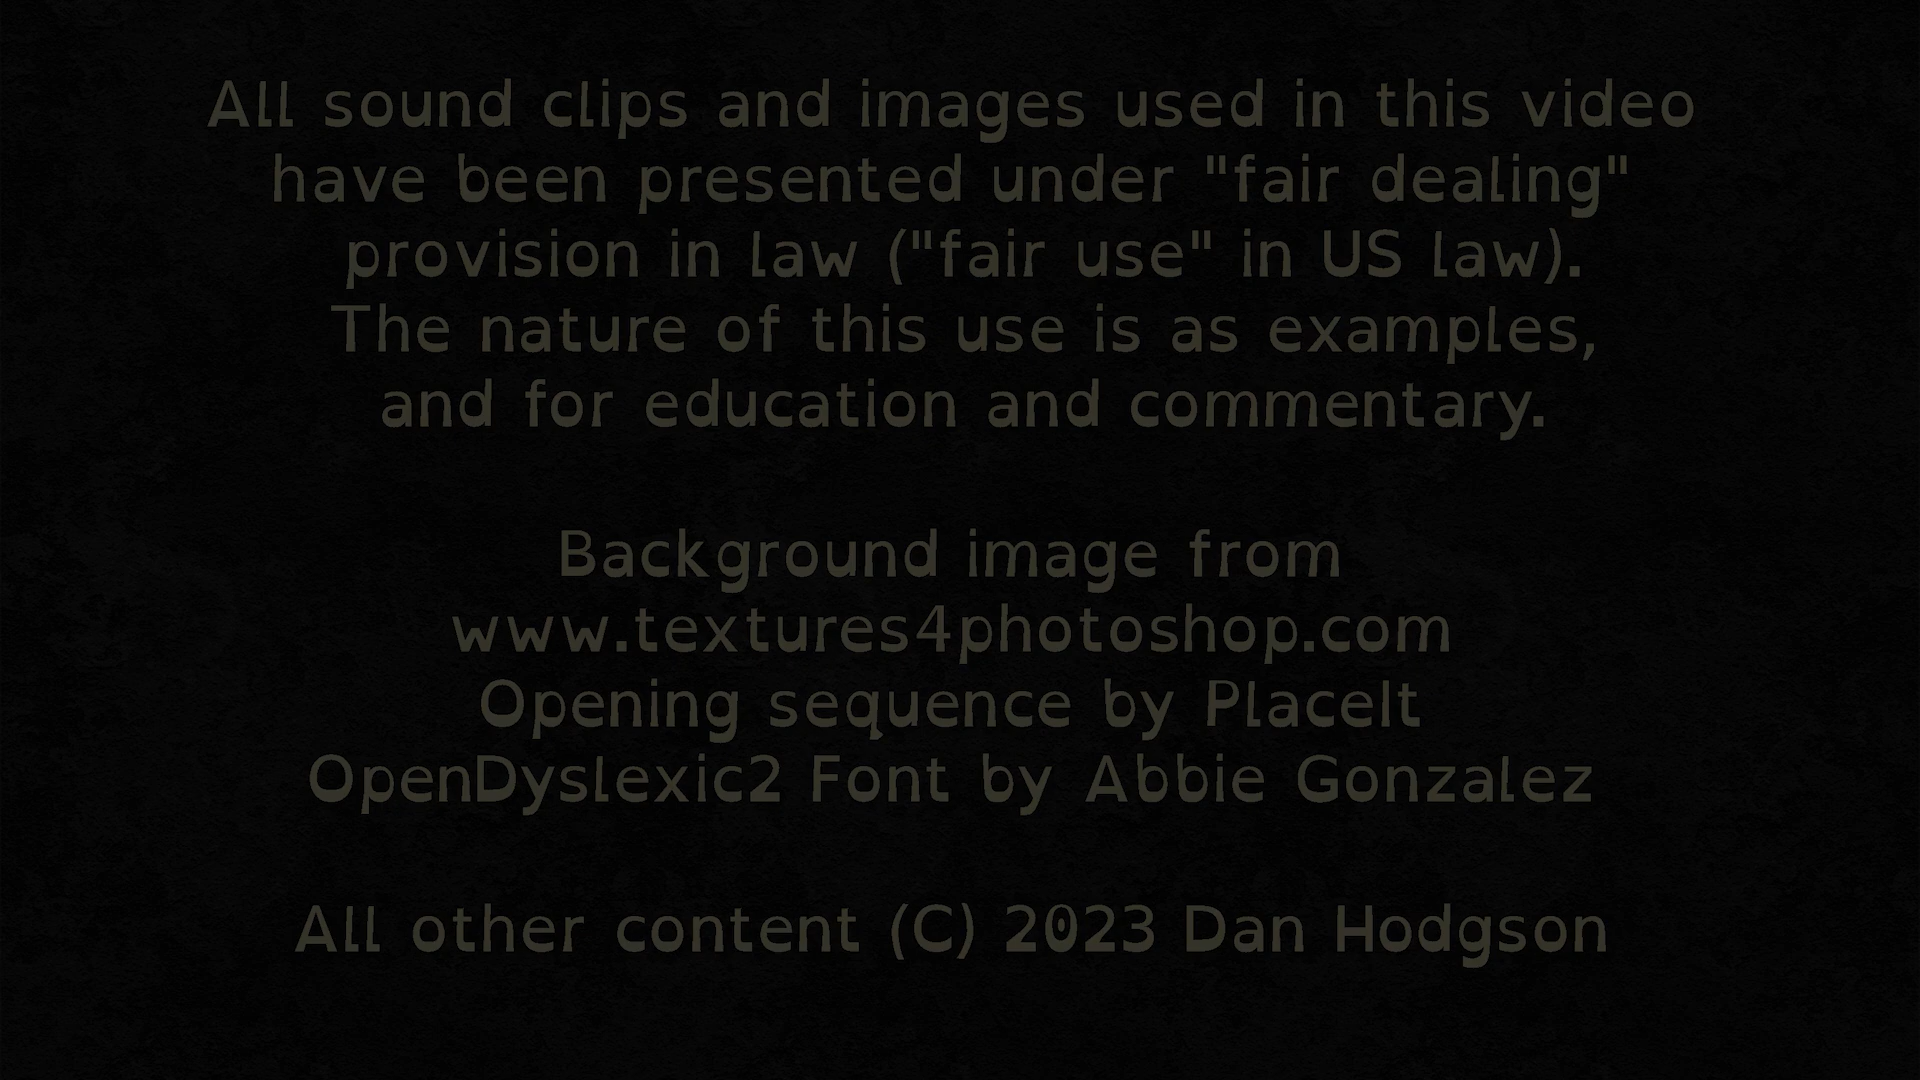 All sound clips and images used in this video
have been presented under "fair dealing"
provision in law ("fair use" in US law).
The nature of this use is as examples,
and for education and commentary.
Background image from
www.textures4photoshop.com
Opening sequence by PlaceIt
OpenDyslexic2 Font by Abbie Gonzalez
All other content (C) 2023 Dan Hodgson